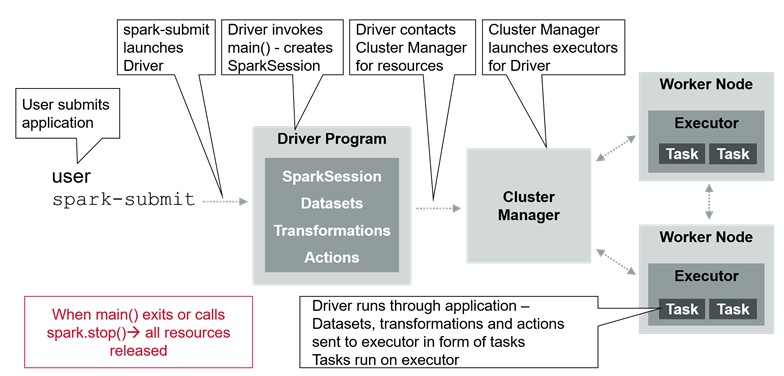 spark-submit
launches
Driver
Driver invokes
main() - creates
SparkSession
Driver contacts
Cluster Manager
for resources
Cluster Manager
launches executors
for Driver
User submits
application
user
spark-submit
Driver Program
SparkSession
Datasets
Transformations
Actions
Cluster
Manager
Worker Node
Executor
Task Task
Worker Node
Executor
Task Task
When main() exits or calls
spark.stop()→ all resources
released
Driver runs through application –
Datasets, transformations and actions
sent to executor in form of tasks
Tasks run on executor